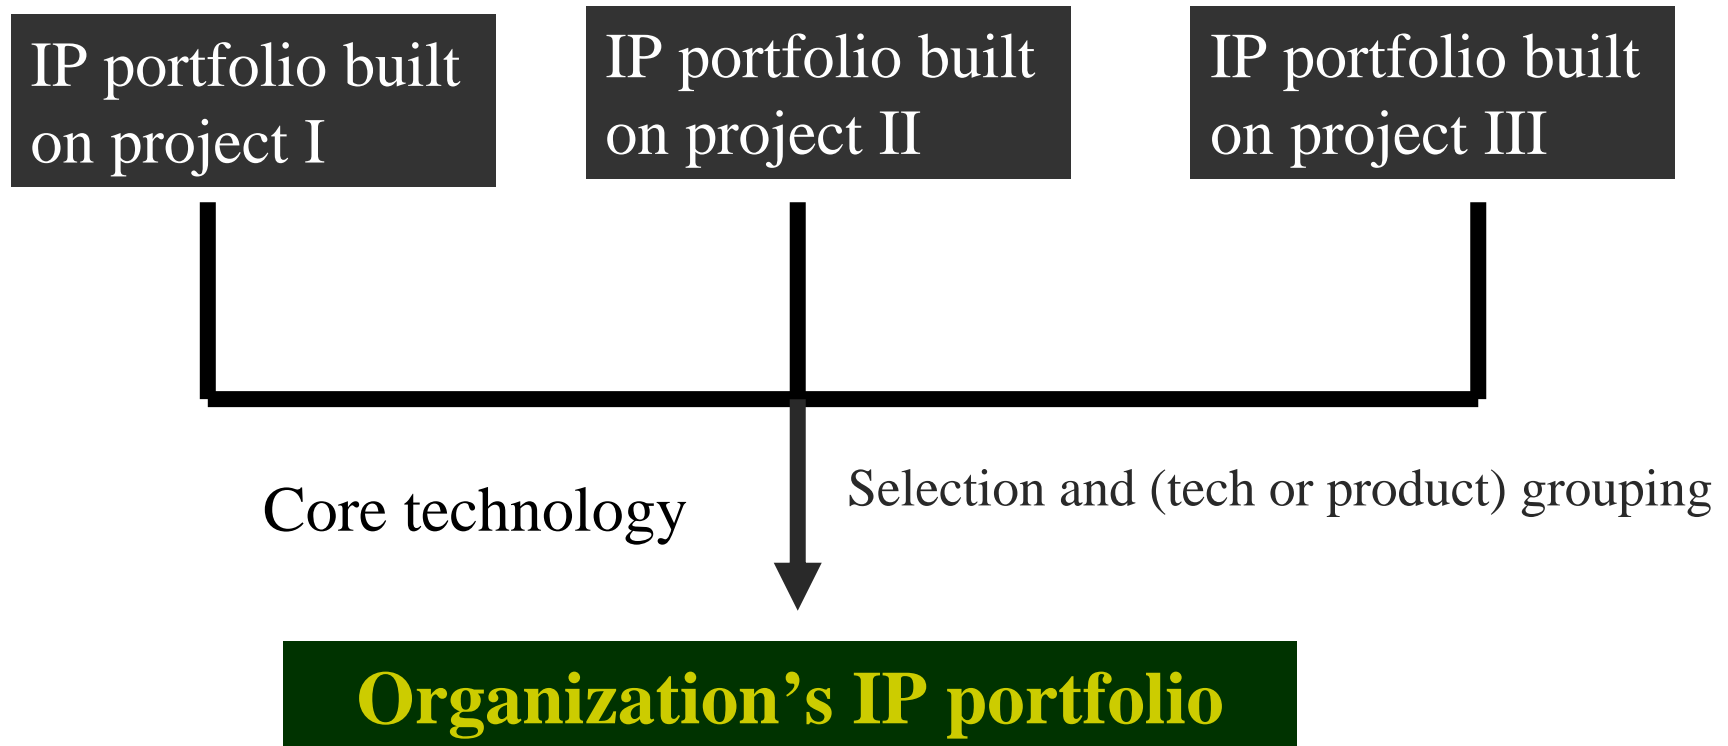 IP portfolio built
on project I
IP portfolio built
on project II
IP portfolio built
on project III
Core technology
Selection and (tech or product) grouping
Organization’s IP portfolio